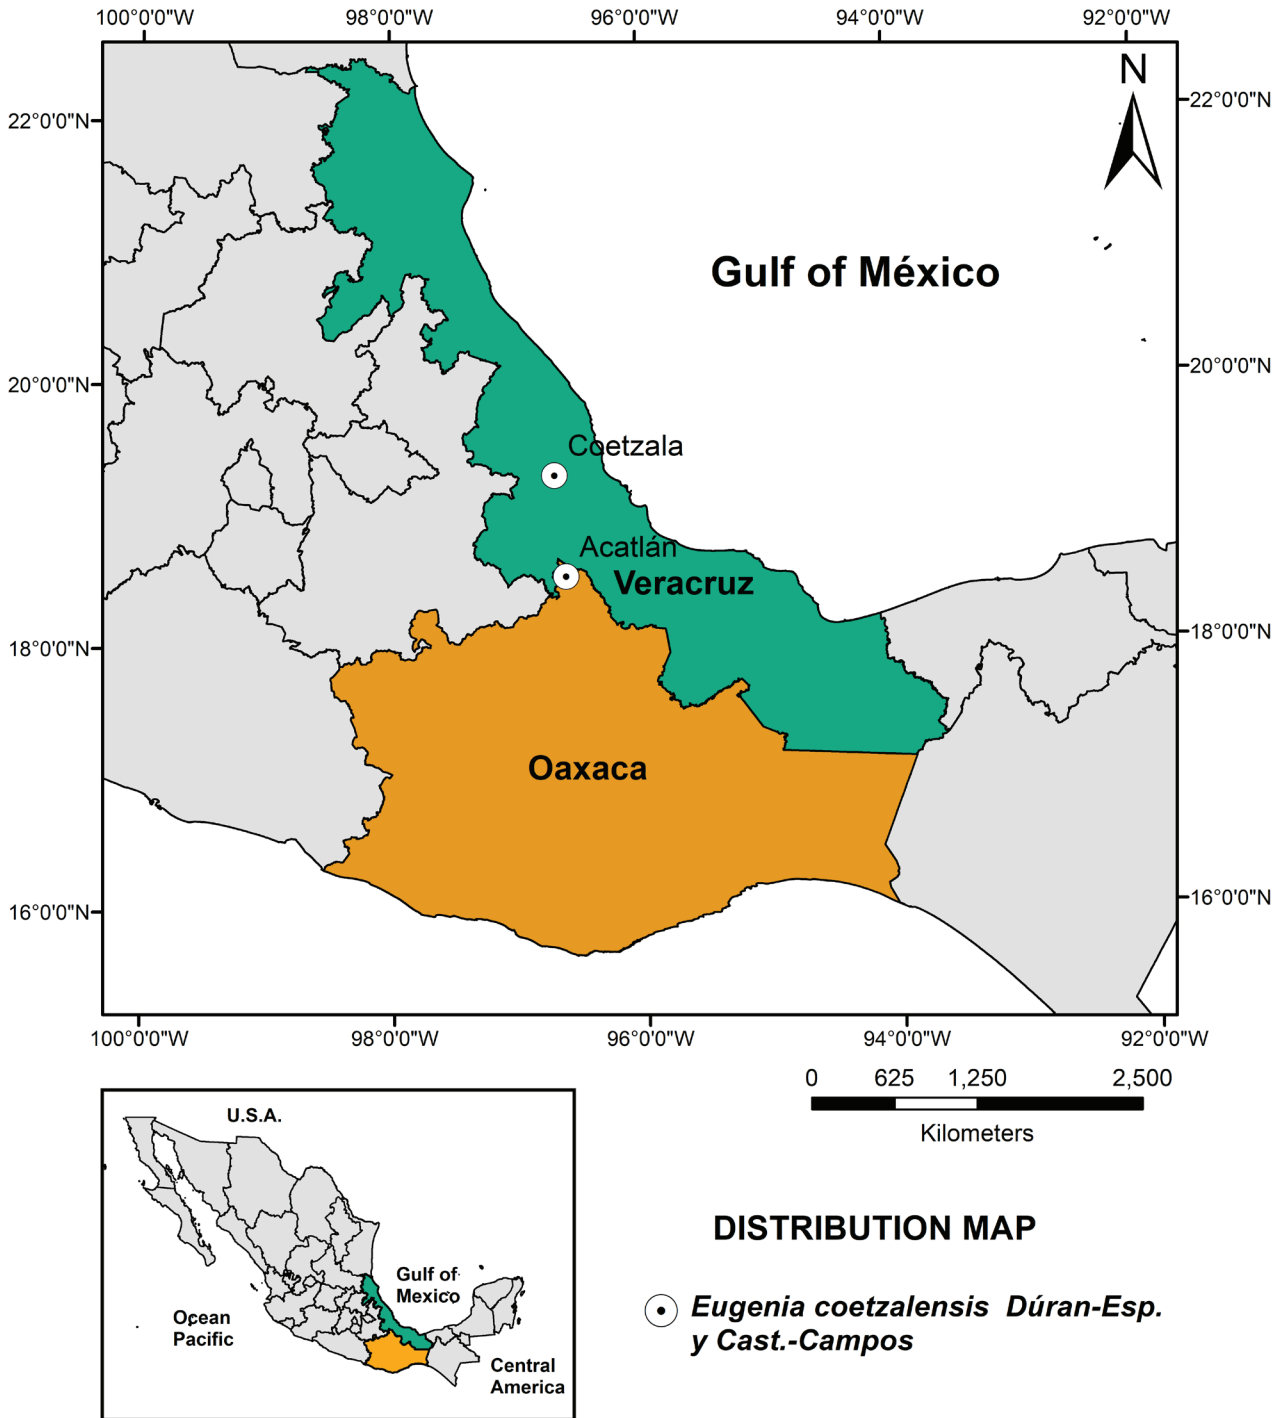 100°0'0"W 98°0'0"W 96°0'0"W 94°0'0"W 92°0'0"W
N
22°0'0"N 22°0'0"N
Gulf of México
20°0'0"N 20°0'0"N
Coetzala
Acatlán
Veracruz
18°0'0"N 18°0'0"N
Oaxaca
16°0'0"N 16°0'0"N
100°0'0"W 98°0'0"W 96°0'0"W 94°0'0"W 92°0'0"W
0 625 1,250 2,500
Kilometers
U.S.A.
Gulf of
Mexico
Ocean
Pacific
Central
America
DISTRIBUTION MAP
Eugenia coetzalensis Dúran-Esp.
y Cast.-Campos